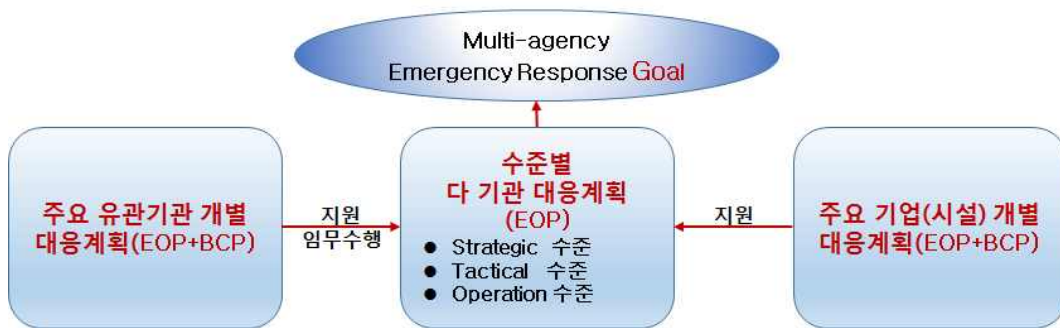 Multi-agency
Emergency Response Goal
주요 유관기관 개별
대응계획(EOP+BCP)
지원
임무수행
수준별
다 기관 대응계획
(EOP)
● Strategic 수준
● Tactical 수준
● Operation 수준
지원
주요 기업(시설) 개별
대응계획(EOP+BCP)